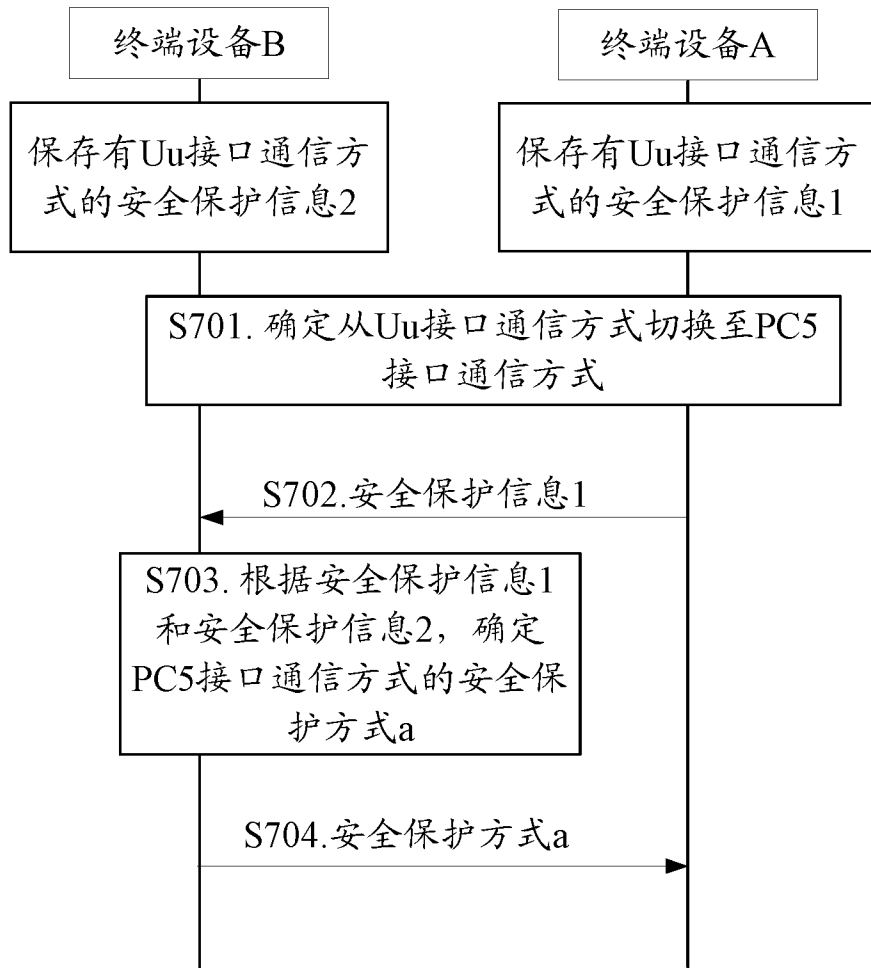 终端设备B
终端设备A
保存有Uu接口通信方
式的安全保护信息2
保存有Uu接口通信方
式的安全保护信息1
S701. 确定从Uu接口通信方式切换至PC5
接口通信方式
S702.安全保护信息1
S703. 根据安全保护信息1
和安全保护信息2，确定
PC5接口通信方式的安全保
护方式a
S704.安全保护方式a